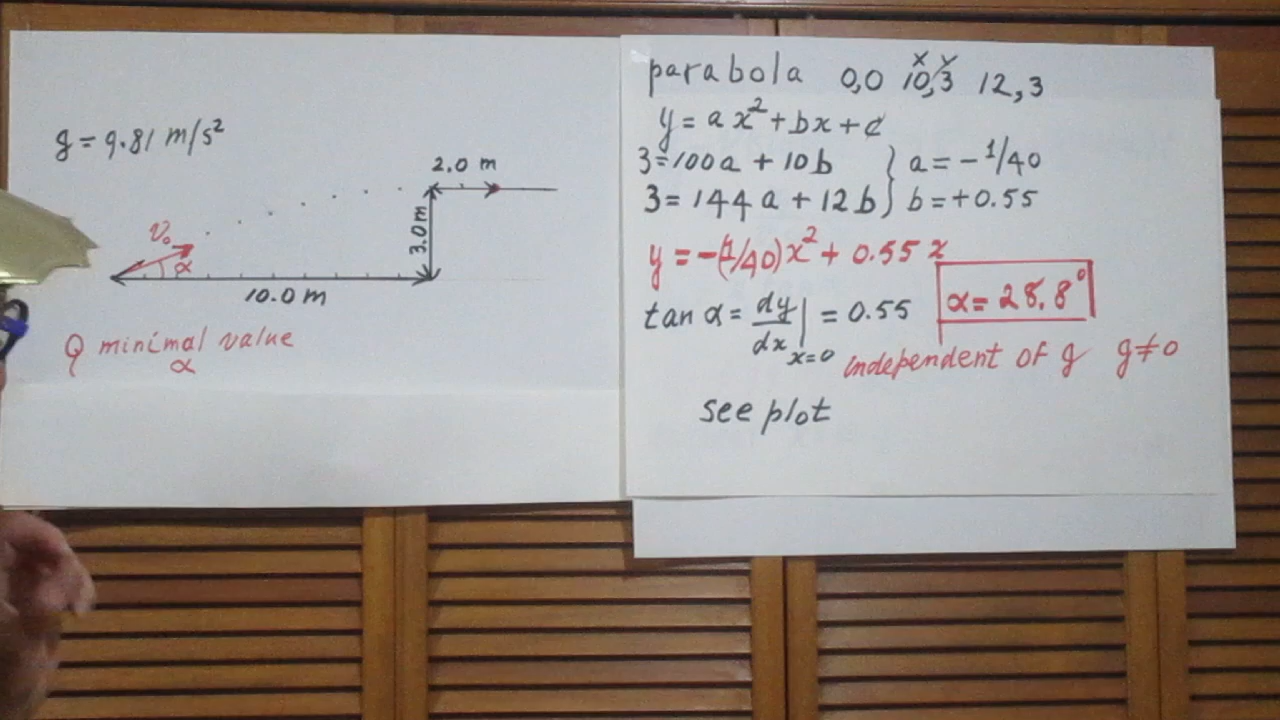 g = 9.81 m/s²
2.0 m
3.0 m
v₀
α
10.0 m
Q minimal value
α
parabola 0,0 10,3 12,3
x y
y = ax² + bx + c
3 = 100a + 10b } a = -1/40
3 = 144a + 12b } b = +0.55
y = -(1/40)x² + 0.55 x
tan α = dy/dx | x=0 = 0.55
α = 28.8°
independent of g g≠0
see plot